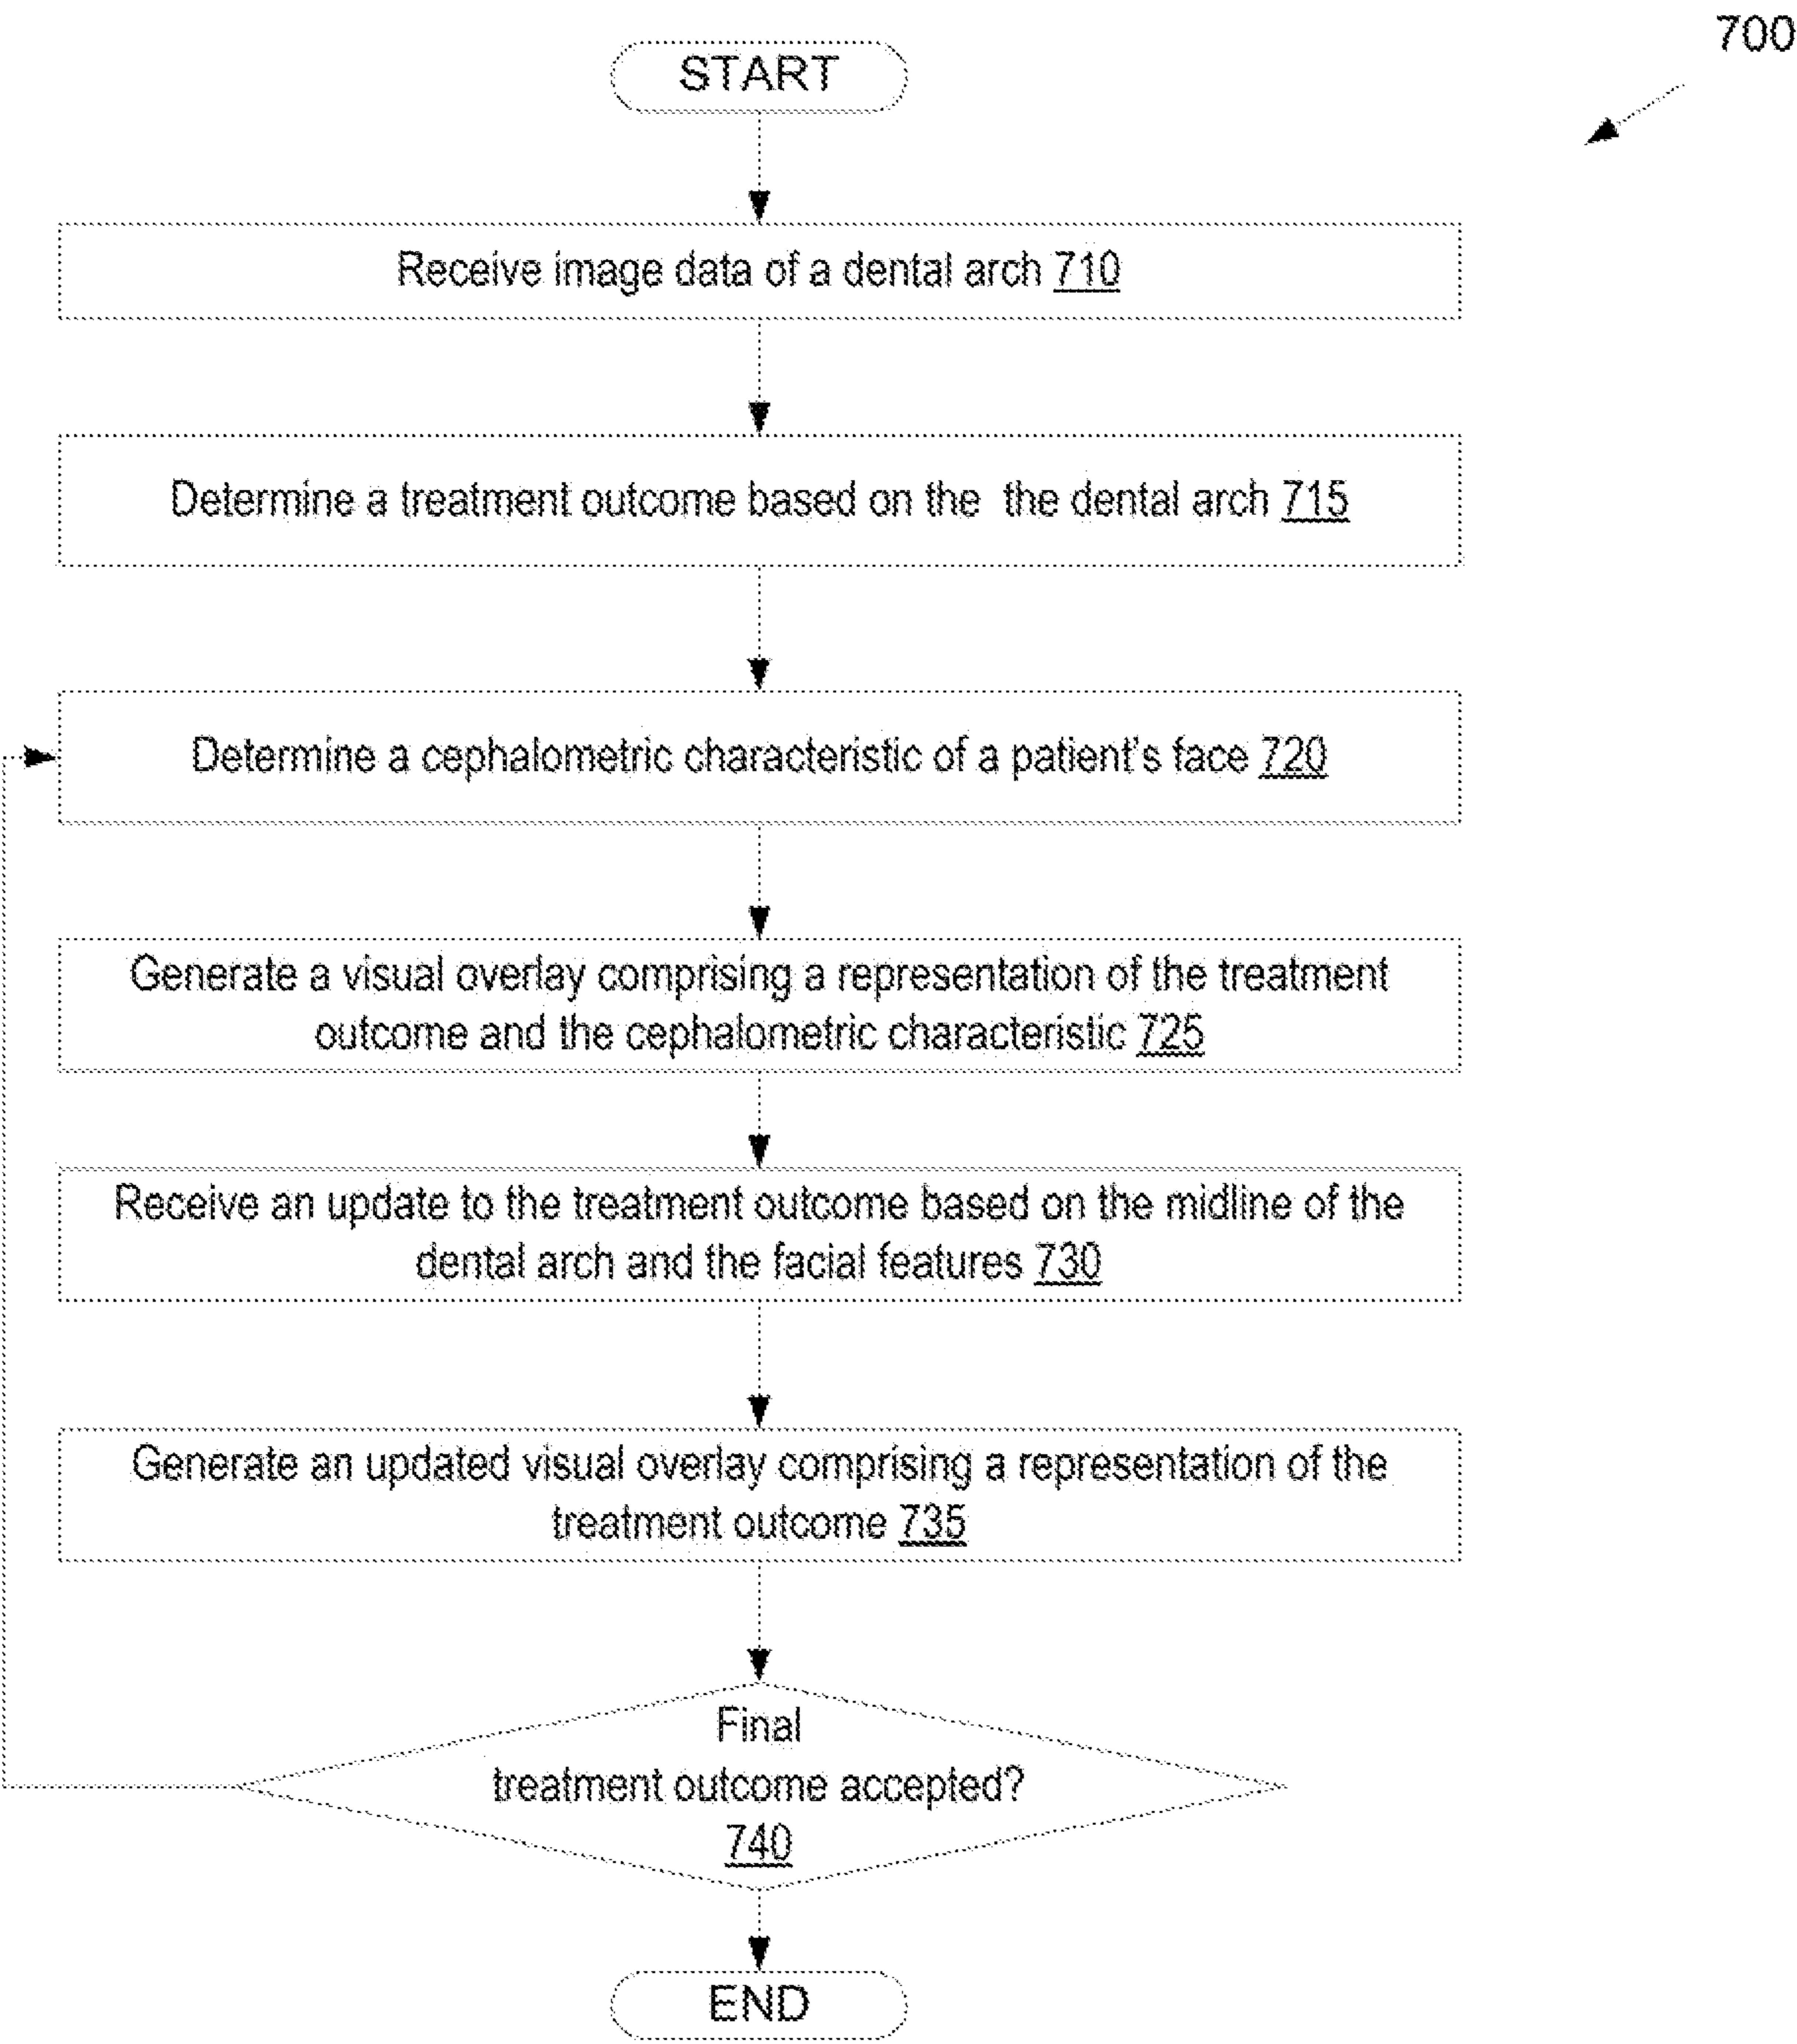 700
START
Receive image data of a dental arch 710
Determine a treatment outcome based on the the dental arch 715
Determine a cephalometric characteristic of a patient's face 720
Generate a visual overlay comprising a representation of the treatment
outcome and the cephalometric characteristic 725
Receive an update to the treatment outcome based on the midline of the
dental arch and the facial features 730
Generate an updated visual overlay comprising a representation of the
treatment outcome 735
Final
treatment outcome accepted?
740
END